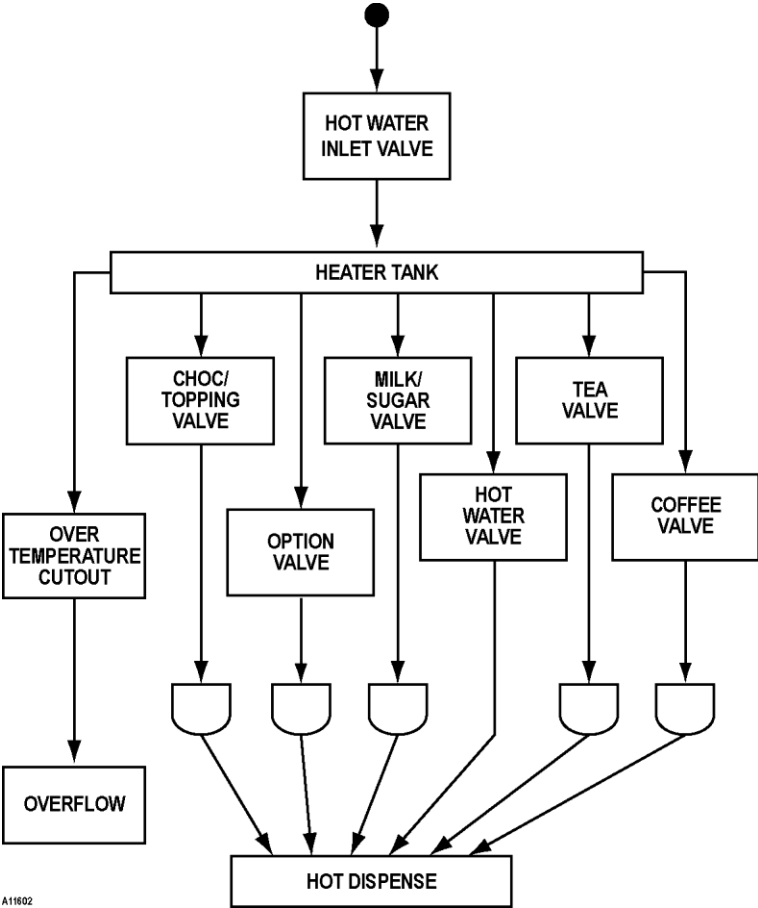 HOT WATER
INLET VALVE
HEATER TANK
CHOC/
TOPPING
VALVE
MILK/
SUGAR
VALVE
TEA
VALVE
HOT
WATER
VALVE
COFFEE
VALVE
OVER
TEMPERATURE
CUTOUT
OPTION
VALVE
OVERFLOW
HOT DISPENSE
A11602